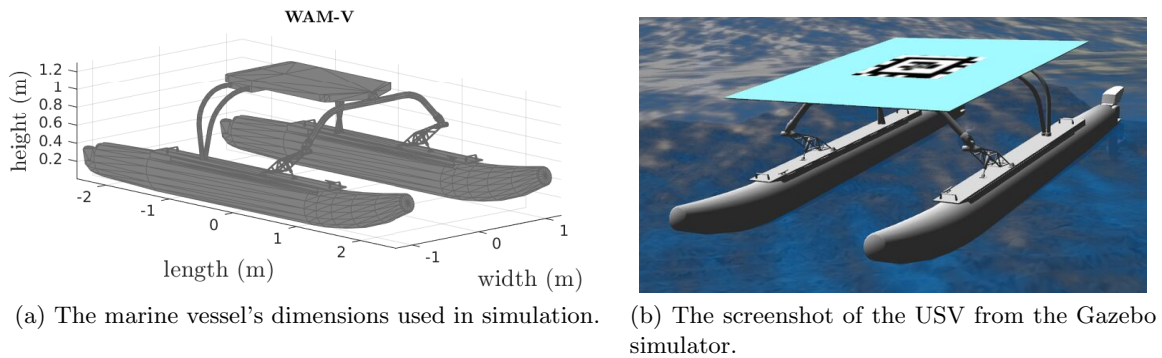 WAM-V
1.2
1
0.8
0.6
0.4
0.2
height (m)
-2
-1
0
1
2
length (m)
-1
0
1
width (m)
(a) The marine vessel's dimensions used in simulation.
(b) The screenshot of the USV from the Gazebo
simulator.